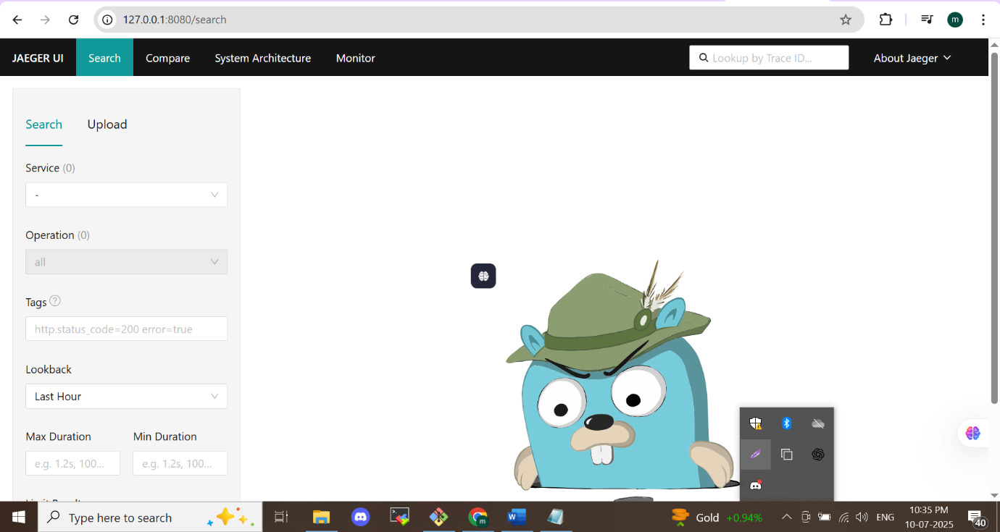 127.0.0.1:8080/search
m
JAEGER UI Search Compare System Architecture Monitor Lookup by Trace ID... About Jaeger
Search Upload
Service (0)
-
Operation (0)
all
Tags ?
http.status_code=200 error=true
Lookback
Last Hour
Max Duration Min Duration
e.g. 1.2s, 100... e.g. 1.2s, 100...
Type here to search
Gold +0.94%
ENG
10:35 PM
10-07-2025
40